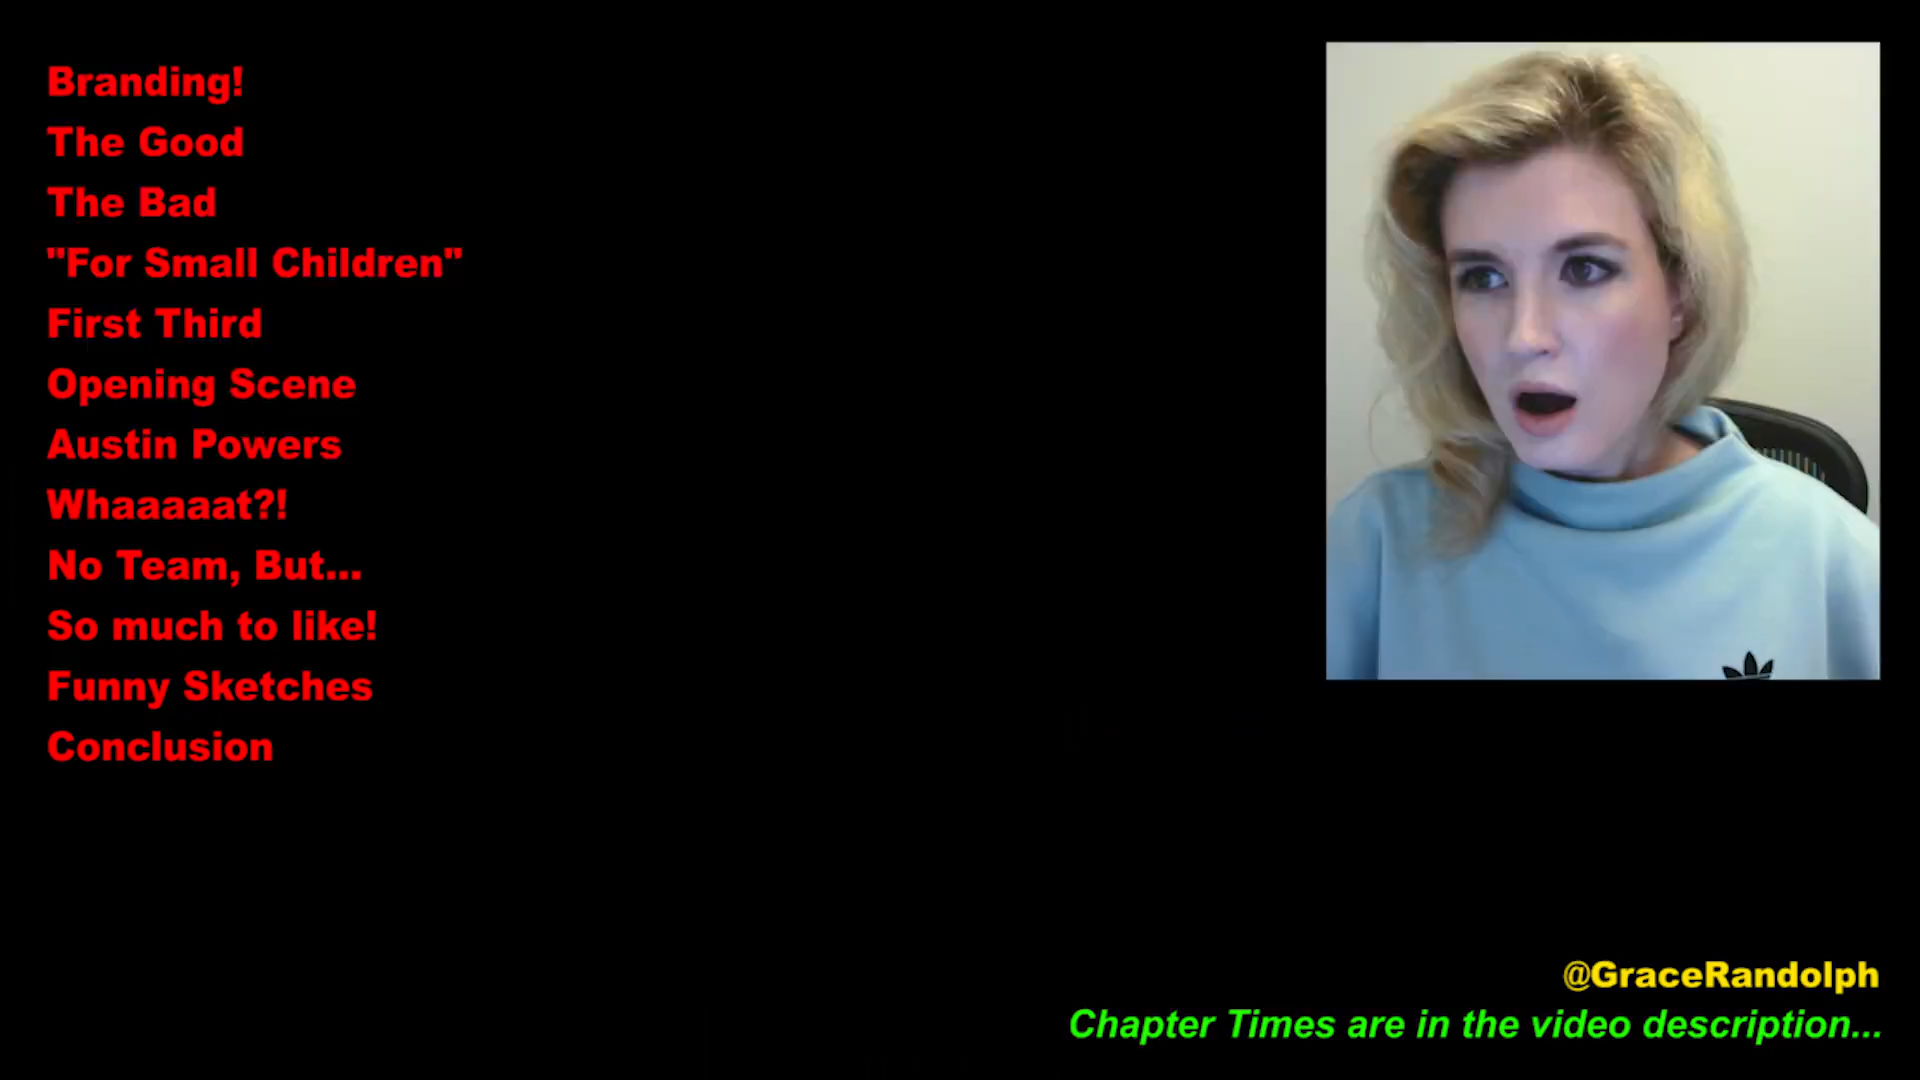 Branding!
The Good
The Bad
"For Small Children"
First Third
Opening Scene
Austin Powers
Whaaaaat?!
No Team, But...
So much to like!
Funny Sketches
Conclusion
@GraceRandolph
Chapter Times are in the video description...